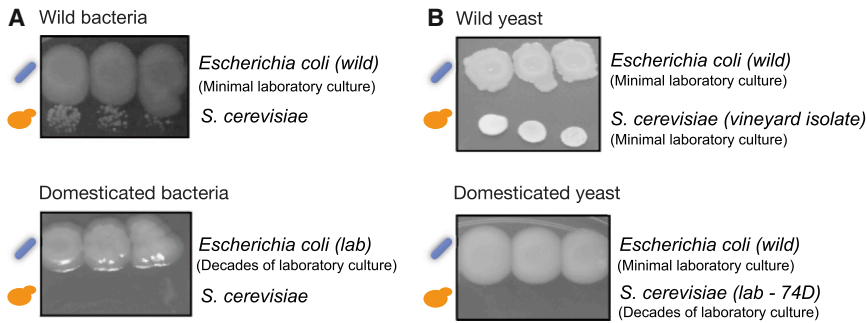 A Wild bacteria
Escherichia coli (wild)
(Minimal laboratory culture)
S. cerevisiae
Domesticated bacteria
Escherichia coli (lab)
(Decades of laboratory culture)
S. cerevisiae
B Wild yeast
Escherichia coli (wild)
(Minimal laboratory culture)
S. cerevisiae (vineyard isolate)
(Minimal laboratory culture)
Domesticated yeast
Escherichia coli (wild)
(Minimal laboratory culture)
S. cerevisiae (lab - 74D)
(Decades of laboratory culture)